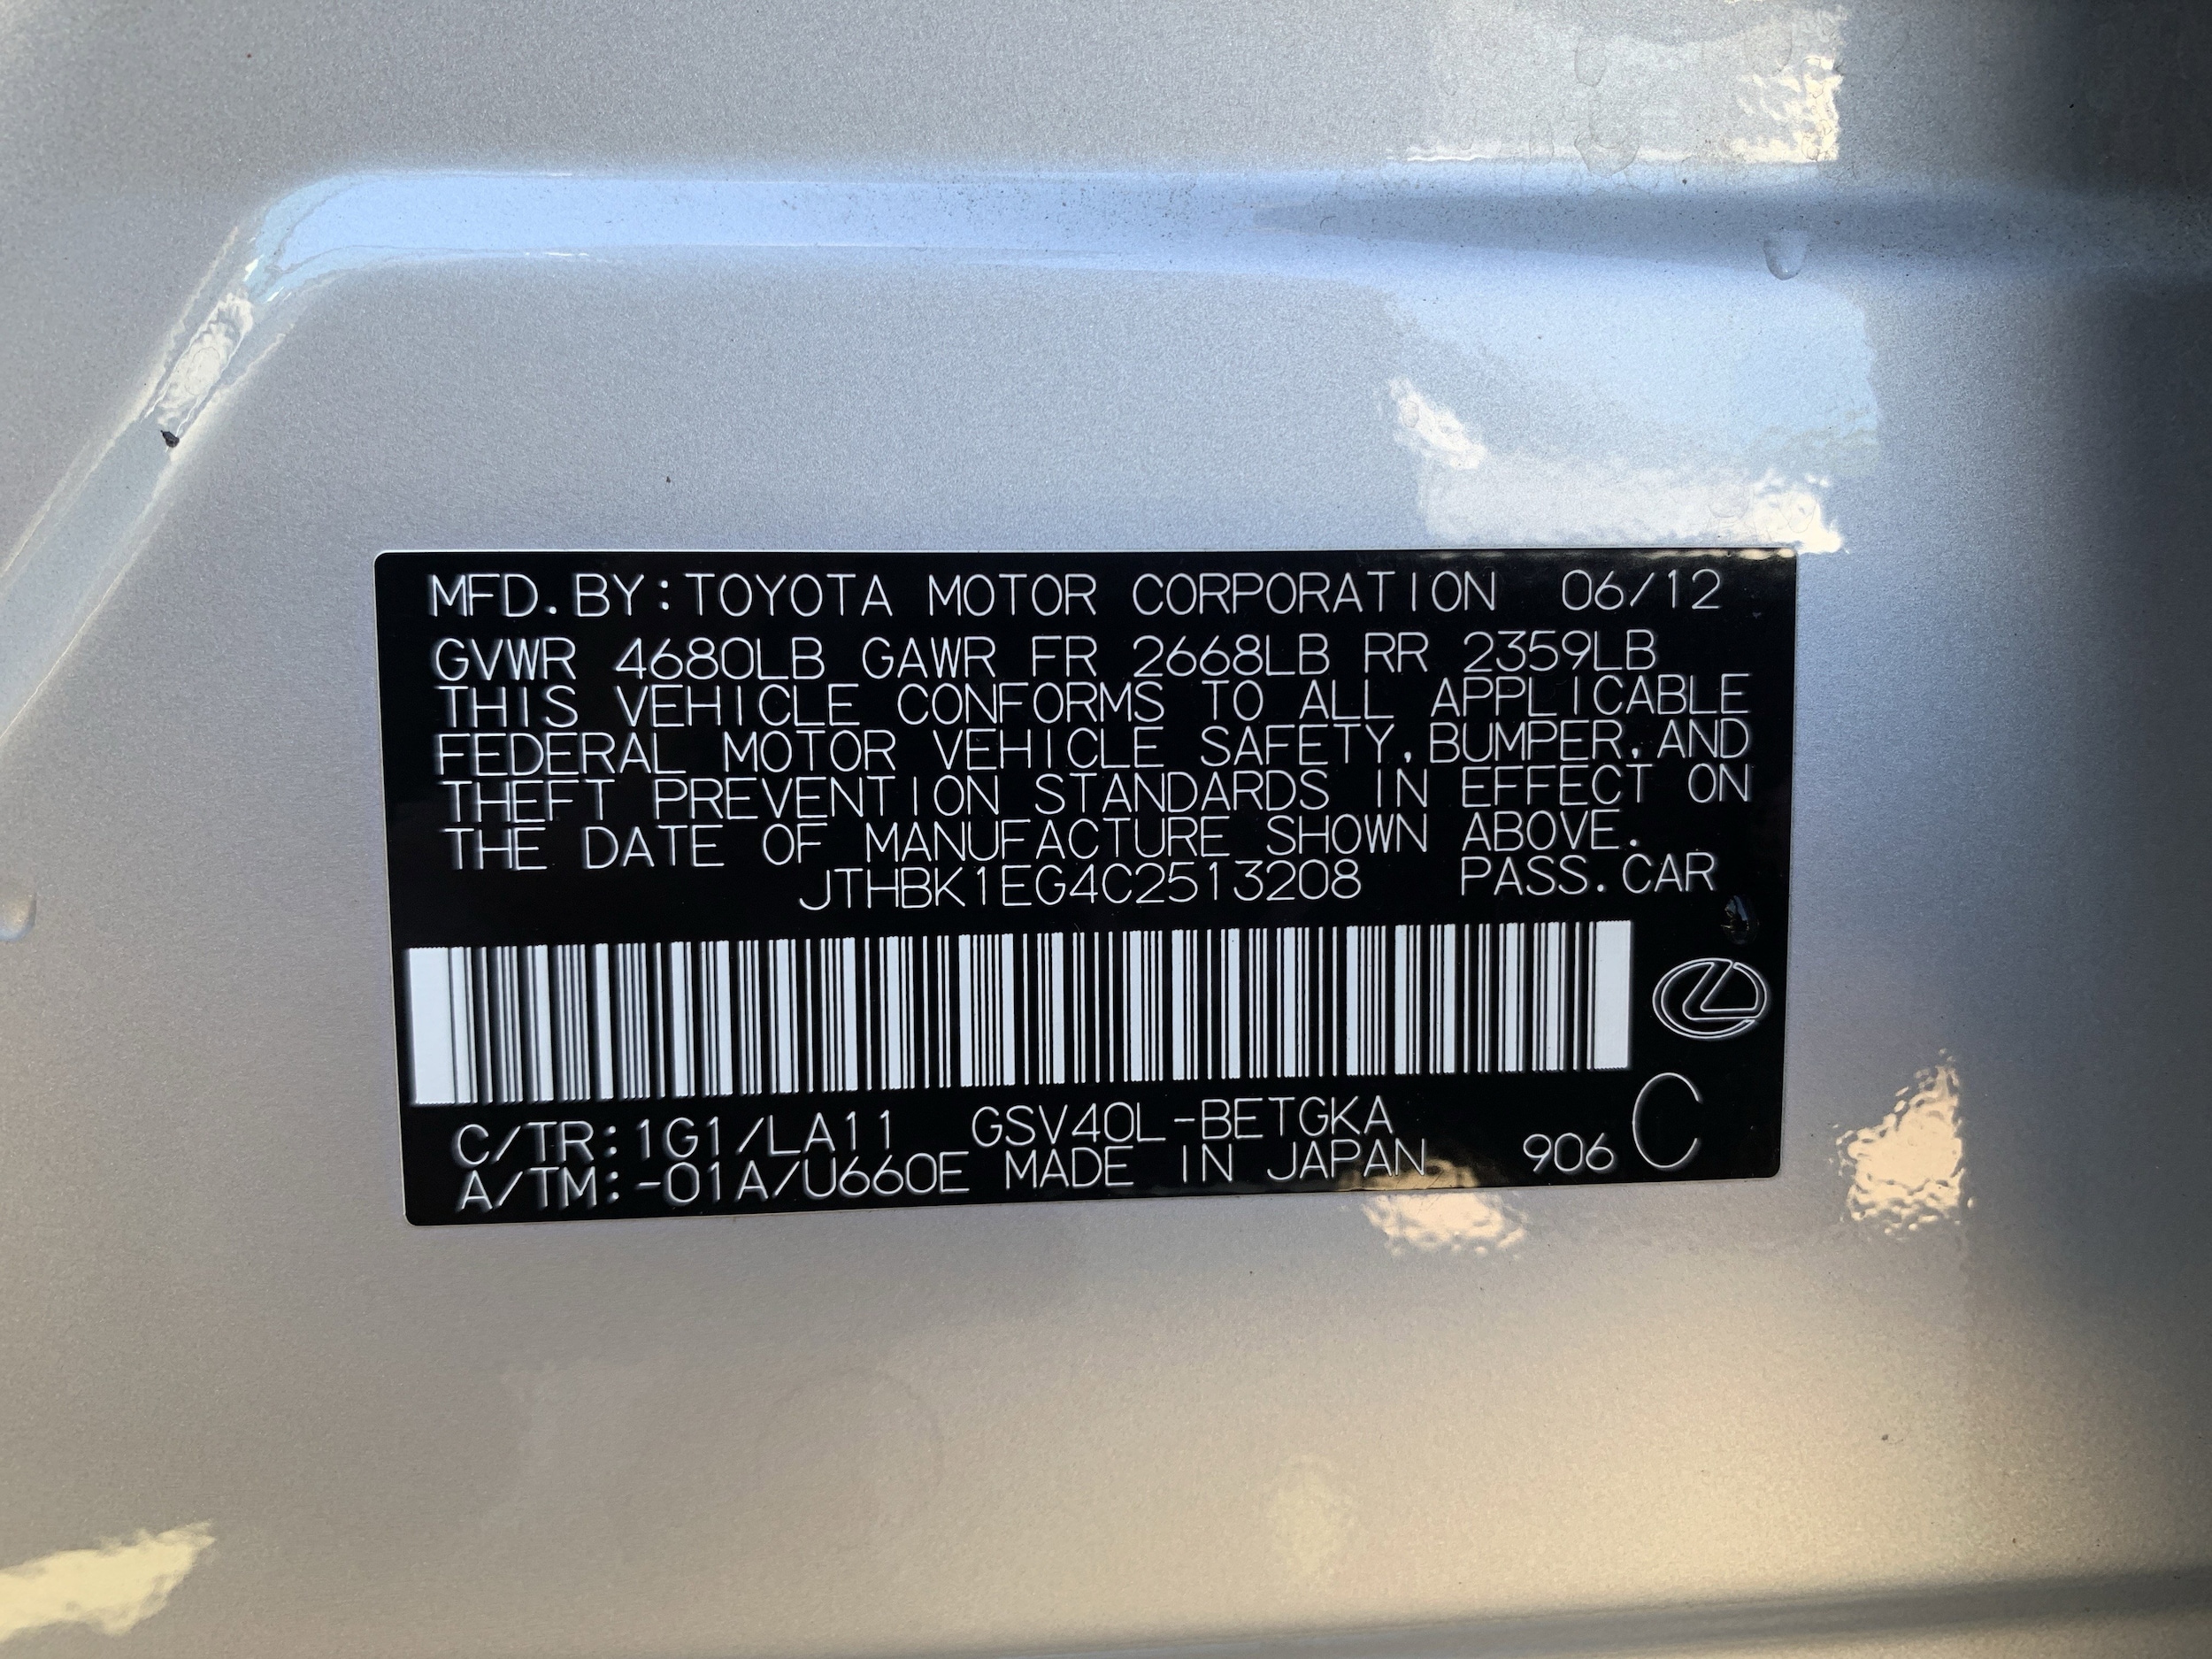 MFD.BY:TOYOTA MOTOR CORPORATION 06/12
GVWR 4680LB GAWR FR 2668LB RR 2359LB
THIS VEHICLE CONFORMS TO ALL APPLICABLE
FEDERAL MOTOR VEHICLE SAFETY,BUMPER,AND
THEFT PREVENTION STANDARDS IN EFFECT ON
THE DATE OF MANUFACTURE SHOWN ABOVE.
JTHBK1EG4C2513208 PASS.CAR
C/TR:1G1/LA11 GSV40L-BETGKA
A/TM:-01A/U660E MADE IN JAPAN 906 C